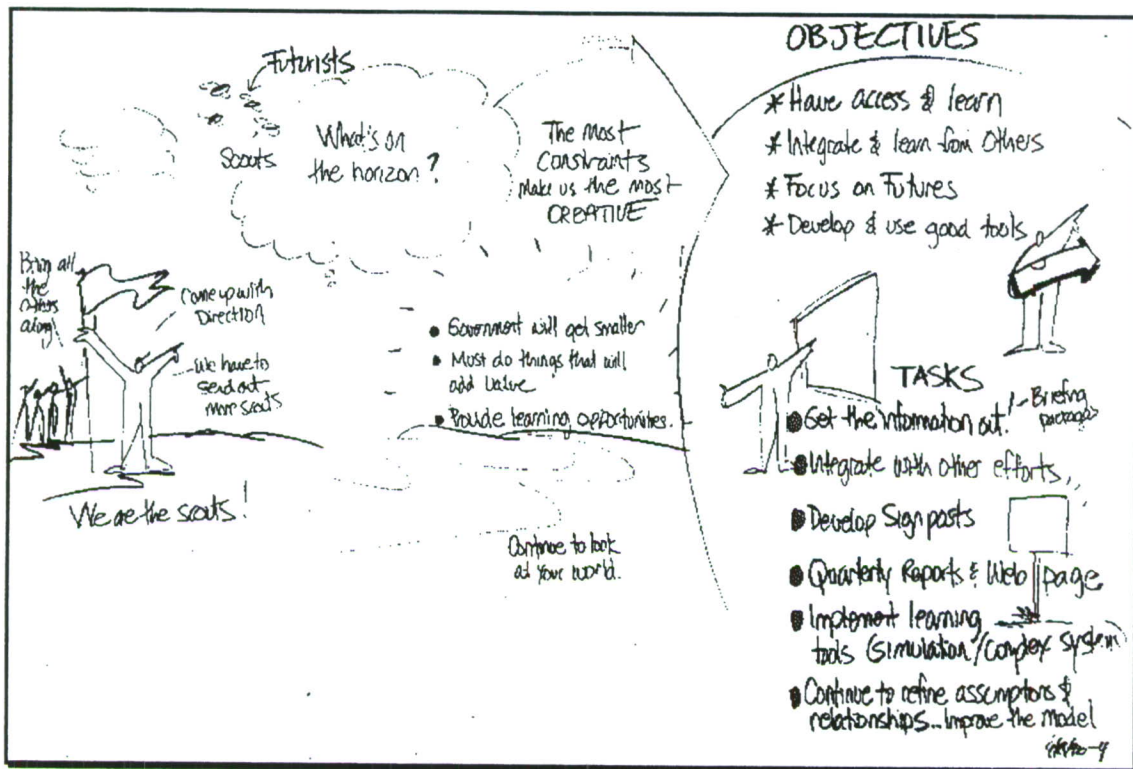 Futurists
Scouts
What's on
the horizon?
The most
Constraints
Make us the most
CREATIVE
Bring all
the
others
along!
Come up with
Direction
We have to
send out
more scouts
We are the scouts!
● Government will get smaller
● Must do things that will
add value
● Provide learning opportunities.
Continue to look
at your world.
OBJECTIVES
* Have access & learn
* Integrate & learn from Others
* Focus on Futures
* Develop & use good tools
TASKS
● Get the information out!
- Briefing
packages
● Integrate with other efforts
● Develop Signposts
● Quarterly Reports & Web page
● Implement learning
tools (simulation/complex system)
● Continue to refine assumptions &
relationships...Improve the model